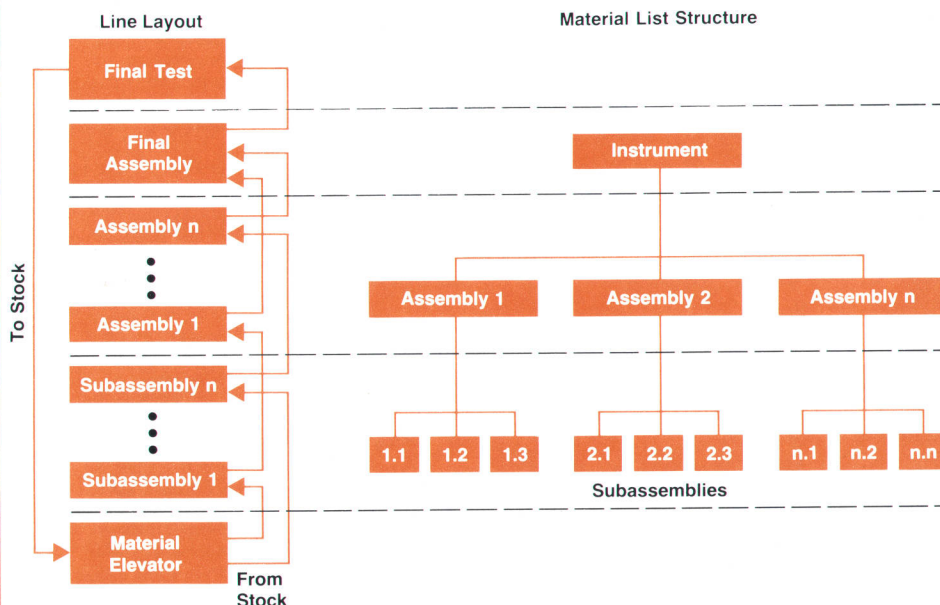 Line Layout
Material List Structure
Final Test
Final
Assembly
Instrument
Assembly n
Assembly 1
Assembly 1
Assembly 2
Assembly n
To Stock
Subassembly n
Subassembly 1
1.1
1.2
1.3
2.1
2.2
2.3
n.1
n.2
n.n
Subassemblies
Material
Elevator
From
Stock